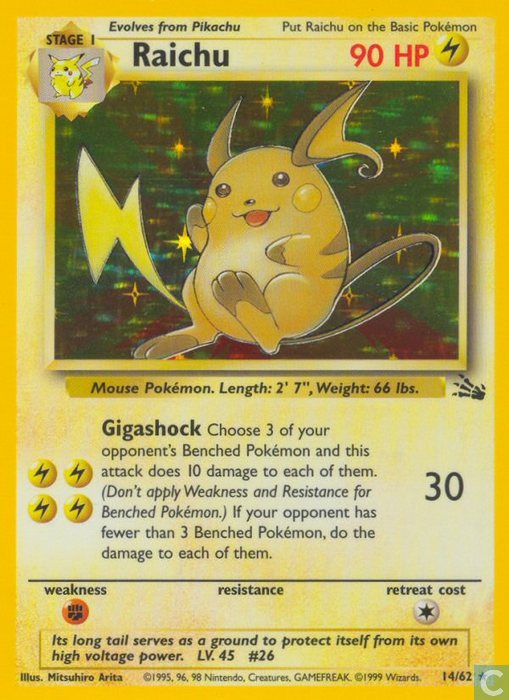 Evolves from Pikachu Put Raichu on the Basic Pokémon
STAGE 1
Raichu 90 HP
Mouse Pokémon. Length: 2' 7", Weight: 66 lbs.
Gigashock Choose 3 of your
opponent's Benched Pokémon and this
attack does 10 damage to each of them.
(Don't apply Weakness and Resistance for
Benched Pokémon.) If your opponent has
fewer than 3 Benched Pokémon, do the
damage to each of them.
30
weakness resistance retreat cost
Its long tail serves as a ground to protect itself from its own
high voltage power. LV. 45 #26
Illus. Mitsuhiro Arita ©1995, 96, 98 Nintendo, Creatures, GAMEFREAK. ©1999 Wizards. 14/62
C